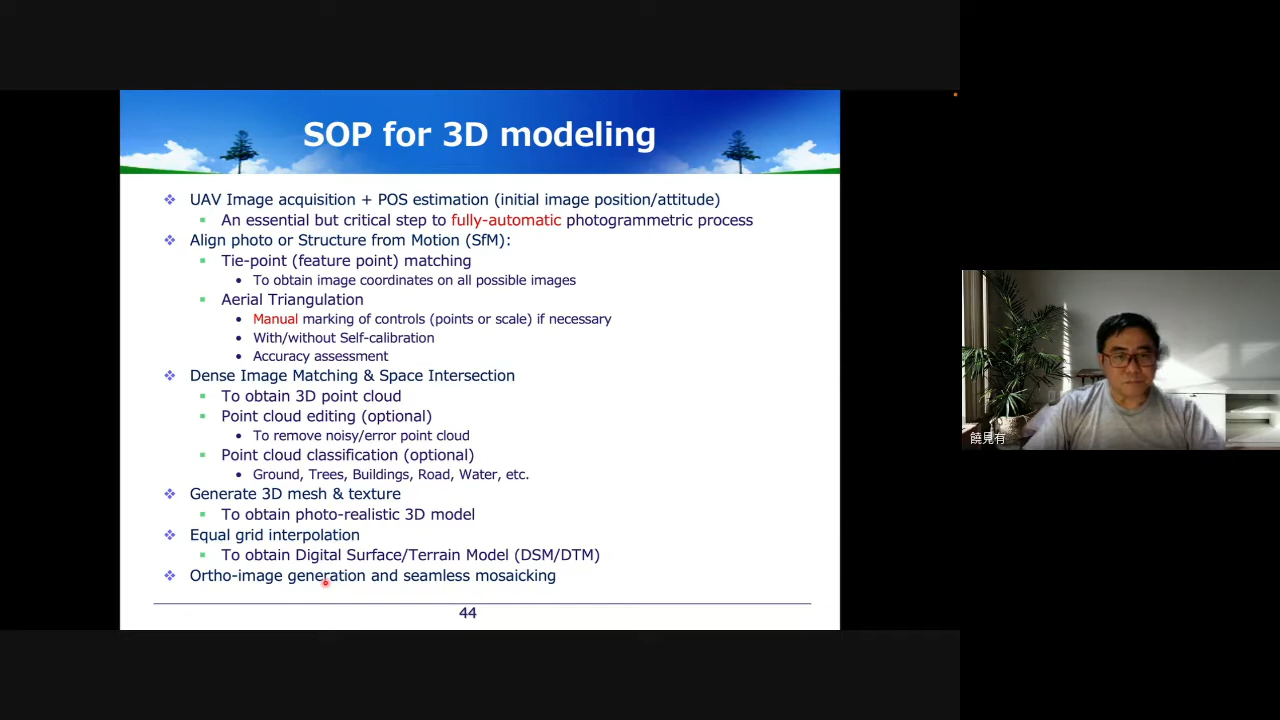 SOP for 3D modeling
UAV Image acquisition + POS estimation (initial image position/attitude)
An essential but critical step to fully-automatic photogrammetric process
Align photo or Structure from Motion (SfM):
Tie-point (feature point) matching
To obtain image coordinates on all possible images
Aerial Triangulation
Manual marking of controls (points or scale) if necessary
With/without Self-calibration
Accuracy assessment
Dense Image Matching & Space Intersection
To obtain 3D point cloud
Point cloud editing (optional)
To remove noisy/error point cloud
Point cloud classification (optional)
Ground, Trees, Buildings, Road, Water, etc.
Generate 3D mesh & texture
To obtain photo-realistic 3D model
Equal grid interpolation
To obtain Digital Surface/Terrain Model (DSM/DTM)
Ortho-image generation and seamless mosaicking
44
饒見有